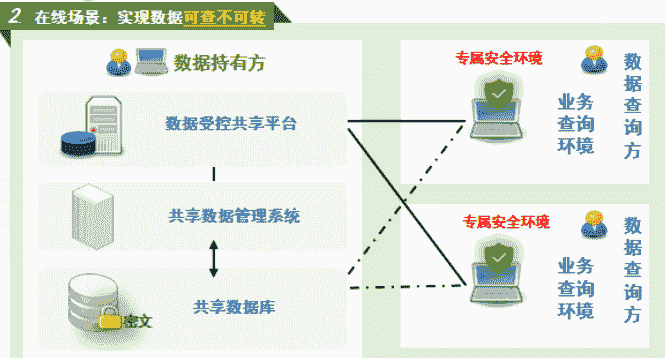 2 在线场景：实现数据可查不可转
数据持有方
数据受控共享平台
共享数据管理系统
密文
共享数据库
专属安全环境
业务查询环境
数据查询方
专属安全环境
业务查询环境
数据查询方